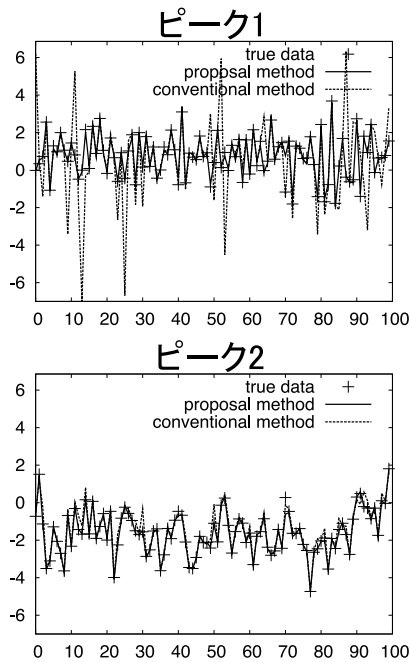 ピーク1
6
4
2
0
-2
-4
-6
true data
proposal method
conventional method
0 10 20 30 40 50 60 70 80 90 100
ピーク2
6
4
2
0
-2
-4
-6
true data
proposal method
conventional method
0 10 20 30 40 50 60 70 80 90 100